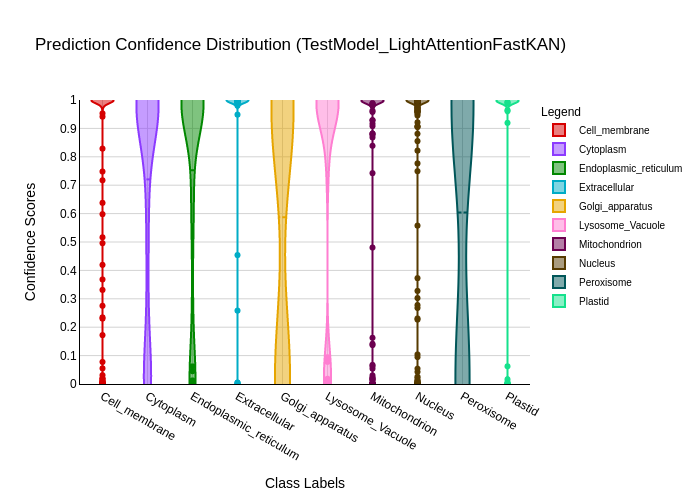 Prediction Confidence Distribution (TestModel_LightAttentionFastKAN)
Confidence Scores
1
0.9
0.8
0.7
0.6
0.5
0.4
0.3
0.2
0.1
0
Cell_membrane
Cytoplasm
Endoplasmic_reticulum
Extracellular
Golgi_apparatus
Lysosome_Vacuole
Mitochondrion
Nucleus
Peroxisome
Plastid
Class Labels
Legend
Cell_membrane
Cytoplasm
Endoplasmic_reticulum
Extracellular
Golgi_apparatus
Lysosome_Vacuole
Mitochondrion
Nucleus
Peroxisome
Plastid